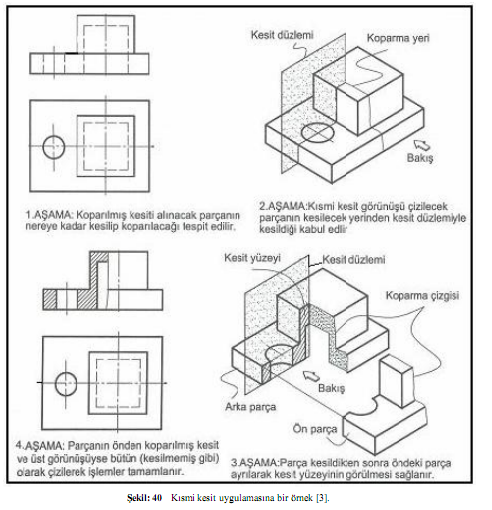 Kesit düzlemi
Koparma yeri
Bakış
1.AŞAMA: Koparılmış kesiti alınacak parçanın
nereye kadar kesilip koparılacağı tespit edilir.
2.AŞAMA:Kısmi kesit görünüşü çizilecek
parçanın kesilecek yerinden kesit düzlemiyle
kesildiği kabul edlir
Kesit yüzeyi
Kesit düzlemi
Koparma çizgisi
Bakış
Arka parça
Ön parça
4.AŞAMA: Parçanın önden koparılmış kesit
ve üst görünüşüyse bütün (kesilmemiş gibi)
olarak çizilerek işlemler tamamlanır.
3.AŞAMA:Parça kesildikten sonra öndeki parça
ayrılarak kesit yüzeyinin görülmesi sağlanır.
Şekil: 40 Kısmi kesit uygulamasına bir örnek [3].